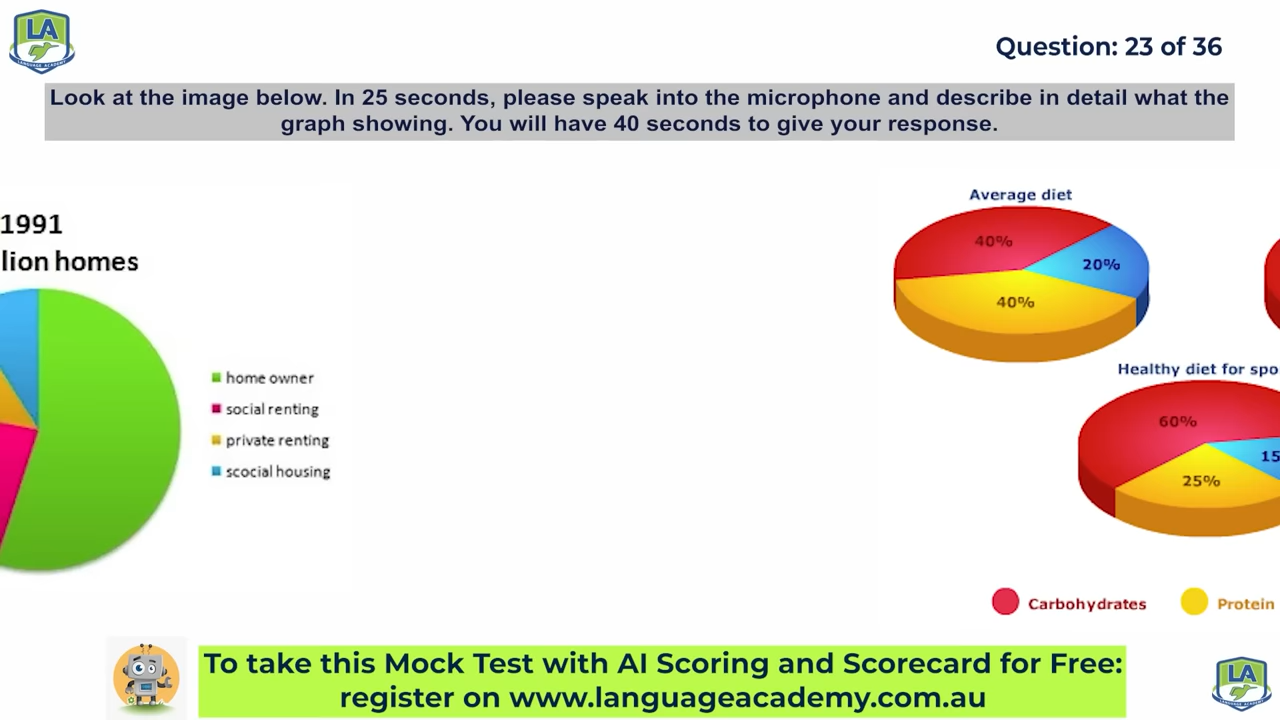 LA
LANGUAGE ACADEMY
Question: 23 of 36
Look at the image below. In 25 seconds, please speak into the microphone and describe in detail what the
graph showing. You will have 40 seconds to give your response.
1991
lion homes
home owner
social renting
private renting
scocial housing
Average diet
40%
20%
40%
Healthy diet for spo
60%
15
25%
Carbohydrates
Protein
To take this Mock Test with AI Scoring and Scorecard for Free:
register on www.languageacademy.com.au
LA